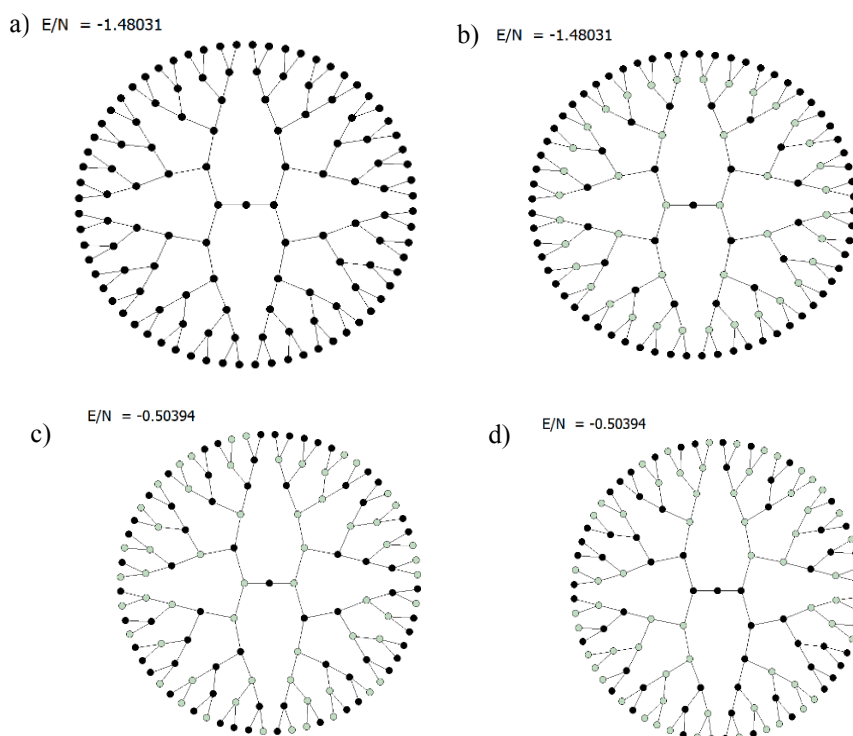 a) E/N = -1.48031
b) E/N = -1.48031
c) E/N = -0.50394
d) E/N = -0.50394